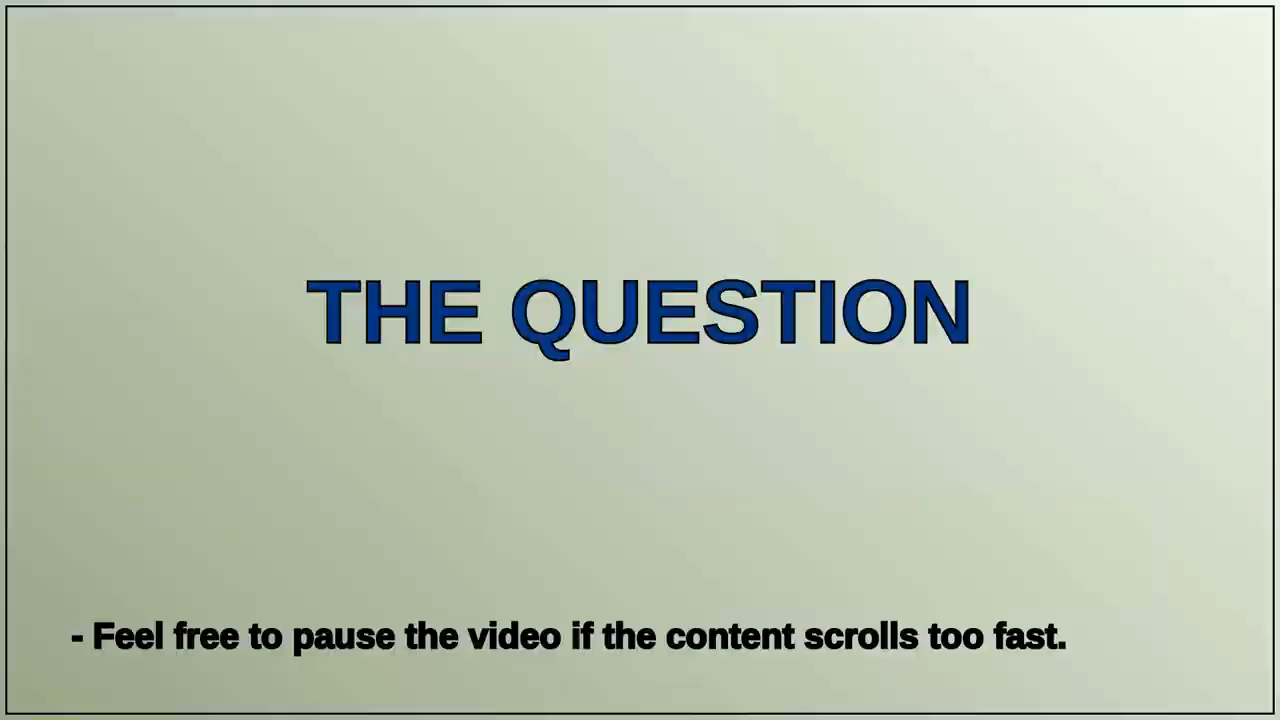 THE QUESTION
- Feel free to pause the video if the content scrolls too fast.